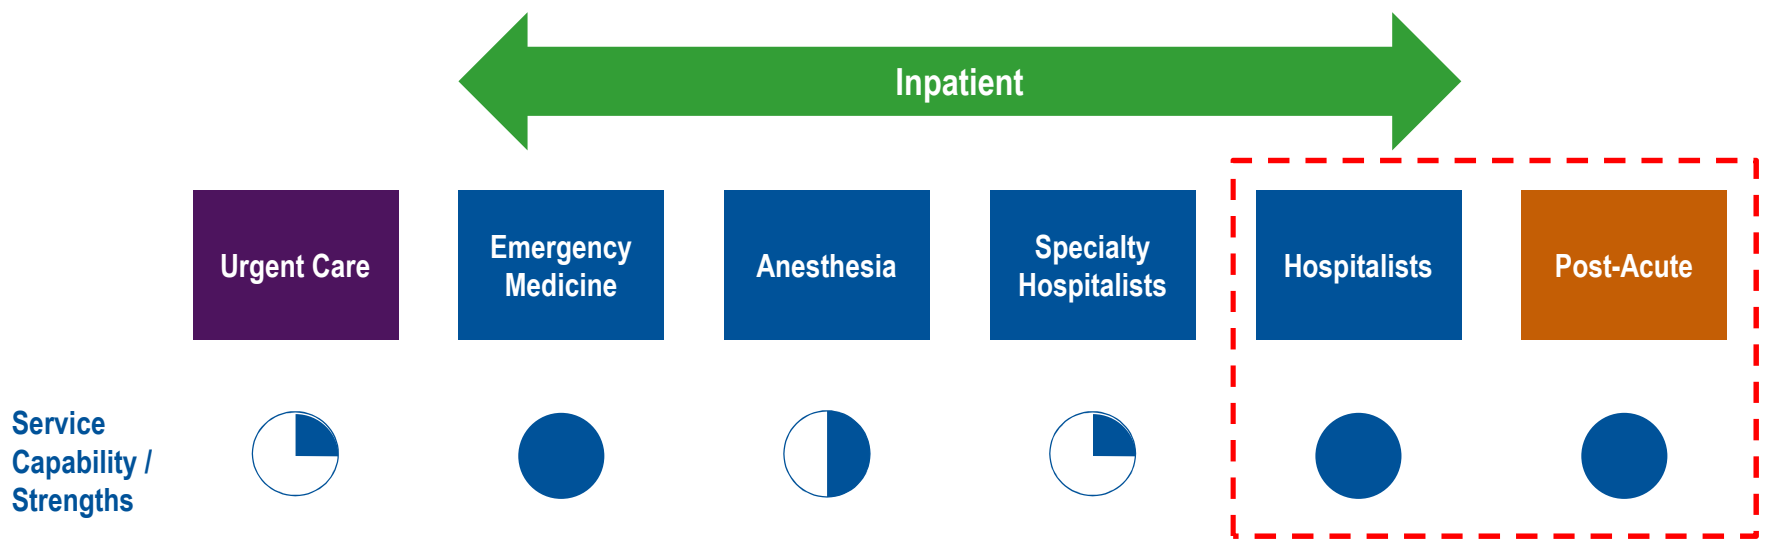 Inpatient
Urgent Care
Emergency
Medicine
Anesthesia
Specialty
Hospitalists
Hospitalists
Post-Acute
Service
Capability /
Strengths